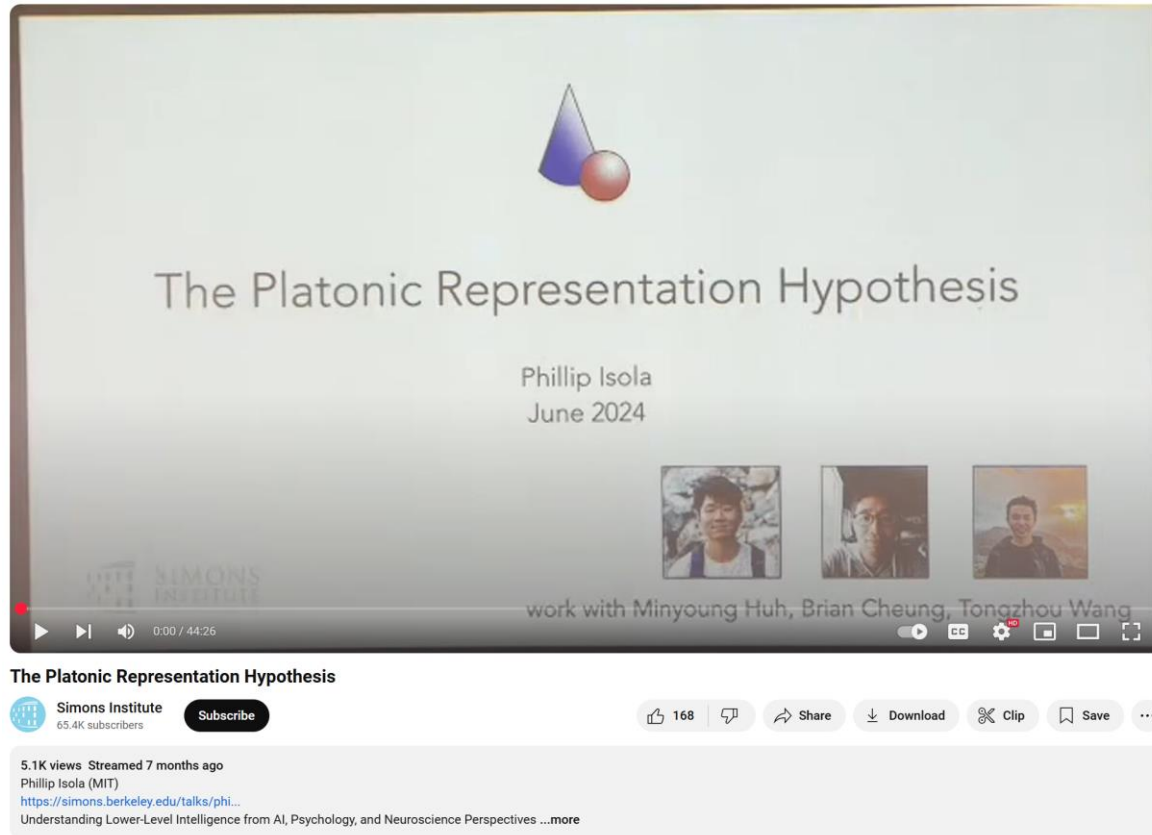 The Platonic Representation Hypothesis
Phillip Isola
June 2024
SIMONS
INSTITUTE
work with Minyoung Huh, Brian Cheung, Tongzhou Wang
0:00 / 44:26
CC
HD
The Platonic Representation Hypothesis
Simons Institute
65.4K subscribers
Subscribe
168
Share
Download
Clip
Save
...
5.1K views Streamed 7 months ago
Phillip Isola (MIT)
https://simons.berkeley.edu/talks/phi...
Understanding Lower-Level Intelligence from AI, Psychology, and Neuroscience Perspectives ...more